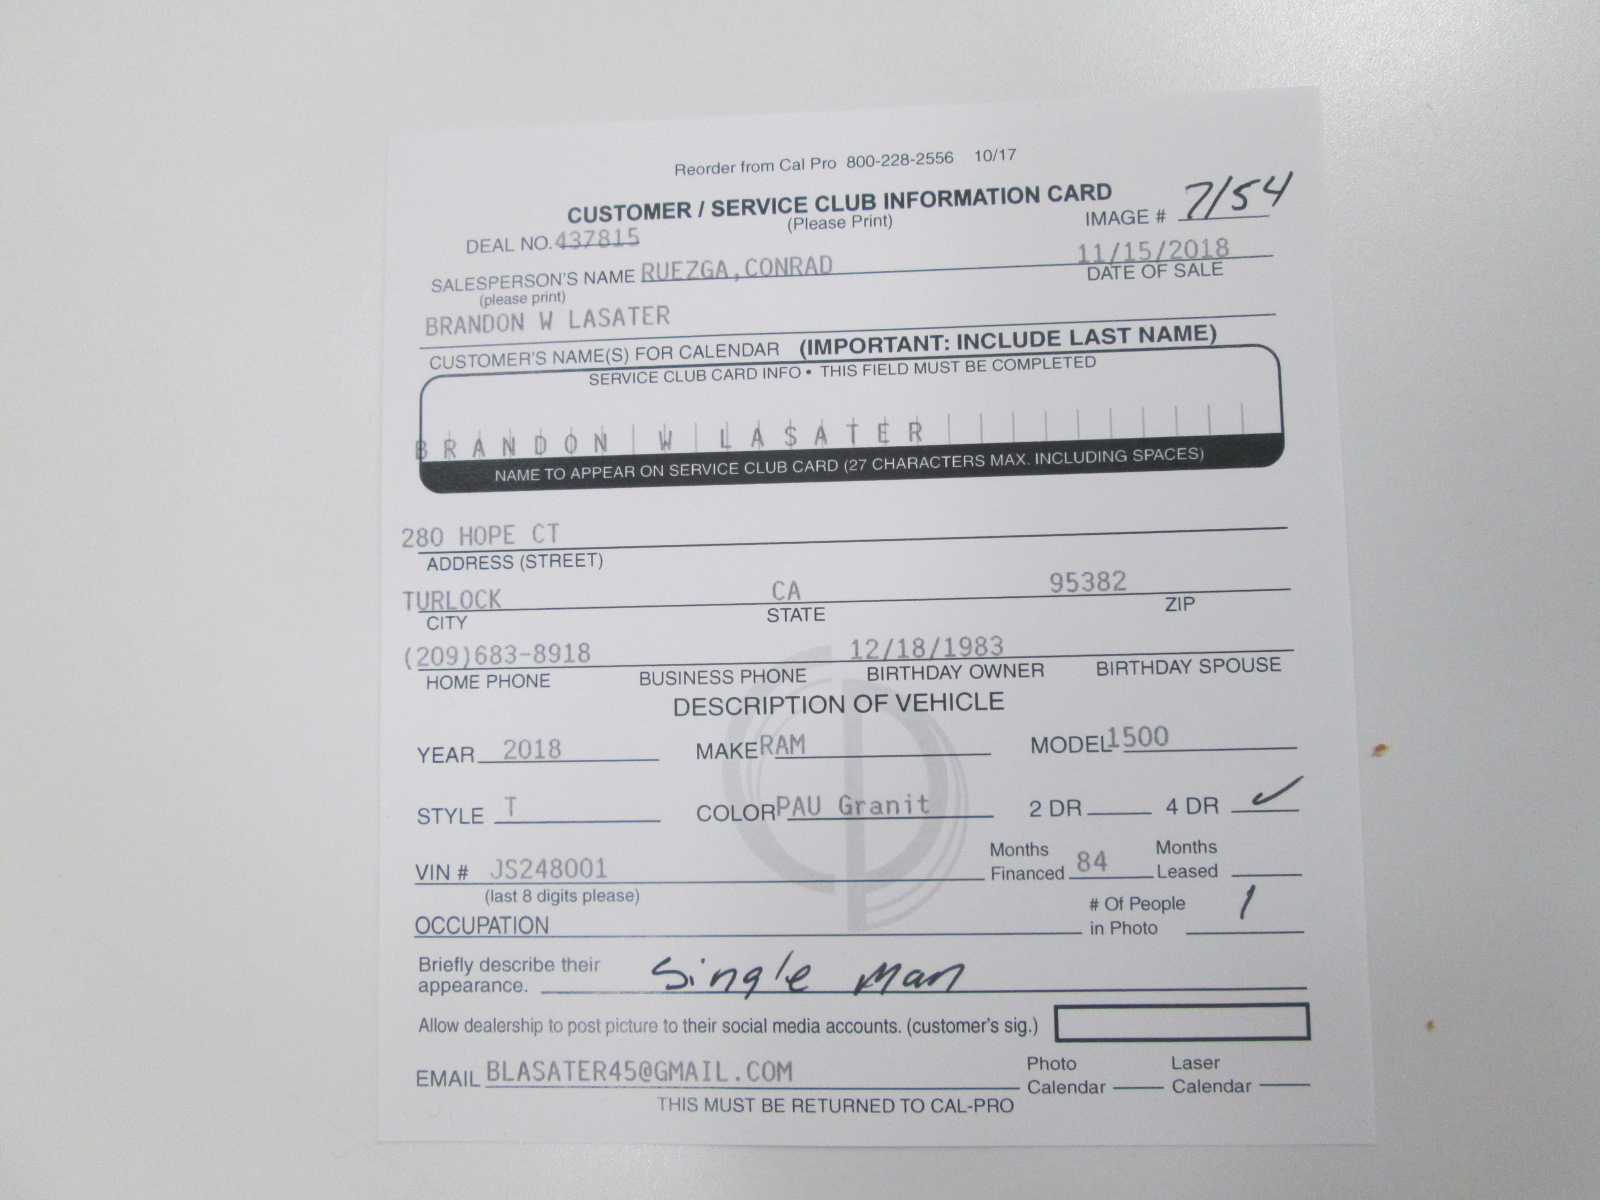 Reorder from Cal Pro 800-228-2556 10/17
CUSTOMER / SERVICE CLUB INFORMATION CARD
(Please Print)
IMAGE # 7154
DEAL NO. 437815
SALESPERSON'S NAME RUEZGA,CONRAD 11/15/2018
(please print) DATE OF SALE
BRANDON W LASATER
CUSTOMER'S NAME(S) FOR CALENDAR (IMPORTANT: INCLUDE LAST NAME)
SERVICE CLUB CARD INFO • THIS FIELD MUST BE COMPLETED
BRANDON W LASATER
NAME TO APPEAR ON SERVICE CLUB CARD (27 CHARACTERS MAX. INCLUDING SPACES)
280 HOPE CT
ADDRESS (STREET)
TURLOCK CA 95382
CITY STATE ZIP
(209)683-8918 12/18/1983
HOME PHONE BUSINESS PHONE BIRTHDAY OWNER BIRTHDAY SPOUSE
DESCRIPTION OF VEHICLE
YEAR 2018 MAKE RAM MODEL 1500
STYLE T COLOR PAU Granit 2 DR 4 DR ✓
VIN # JS248001 Months Financed 84 Months Leased
(last 8 digits please)
OCCUPATION # Of People in Photo 1
Briefly describe their
appearance. Single Man
Allow dealership to post picture to their social media accounts. (customer's sig.)
EMAIL BLASATER45@GMAIL.COM Photo Calendar Laser Calendar
THIS MUST BE RETURNED TO CAL-PRO